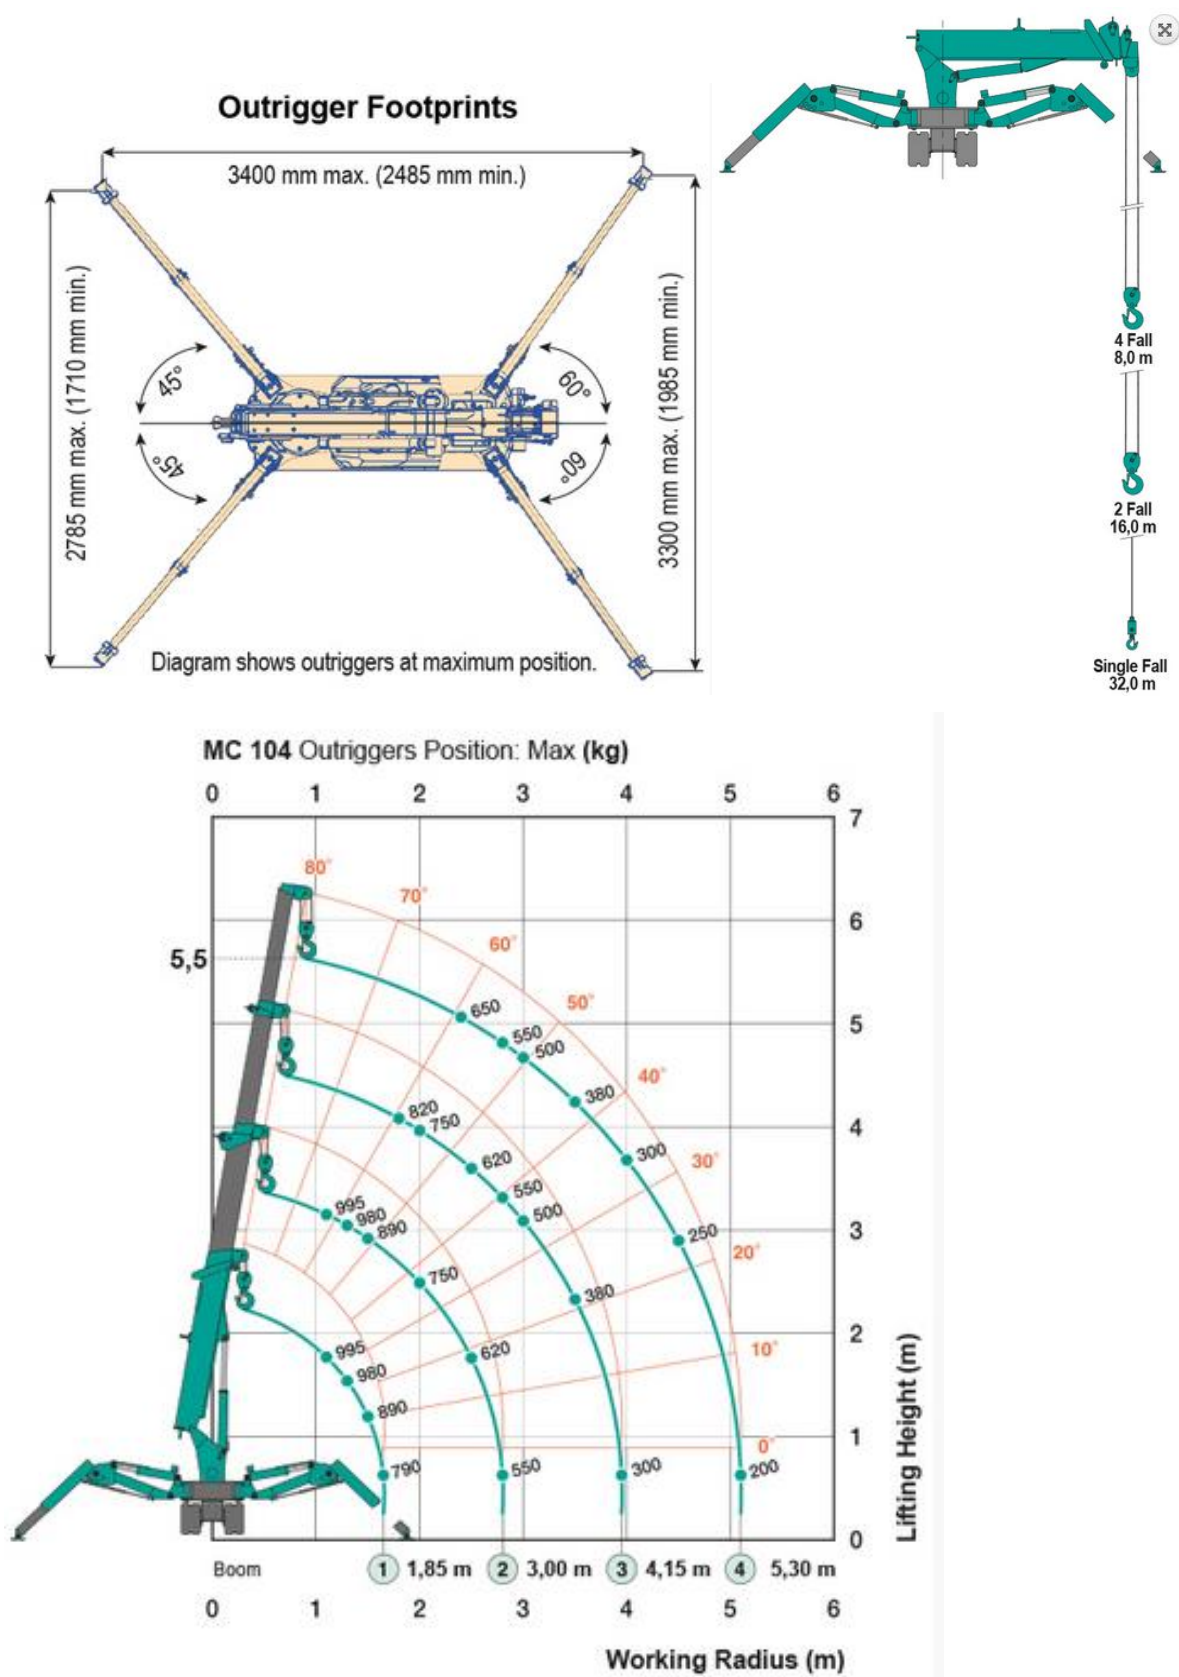 Outrigger Footprints
3400 mm max. (2485 mm min.)
2785 mm max. (1710 mm min.)
45°
45°
60°
60°
3300 mm max. (1985 mm min.)
Diagram shows outriggers at maximum position.
4 Fall
8,0 m
2 Fall
16,0 m
Single Fall
32,0 m
MC 104 Outriggers Position: Max (kg)
0 1 2 3 4 5 6
7
80°
70°
6
60°
5,5
650
50°
550
500
5
380
40°
820
750
4
300
30°
620
550
500
995
980
890
250
3
20°
750
380
2
995
620
10°
980
890
1
0°
790
550
300
200
0
Lifting Height (m)
Boom
1 1,85 m 2 3,00 m 3 4,15 m 4 5,30 m
0 1 2 3 4 5 6
Working Radius (m)